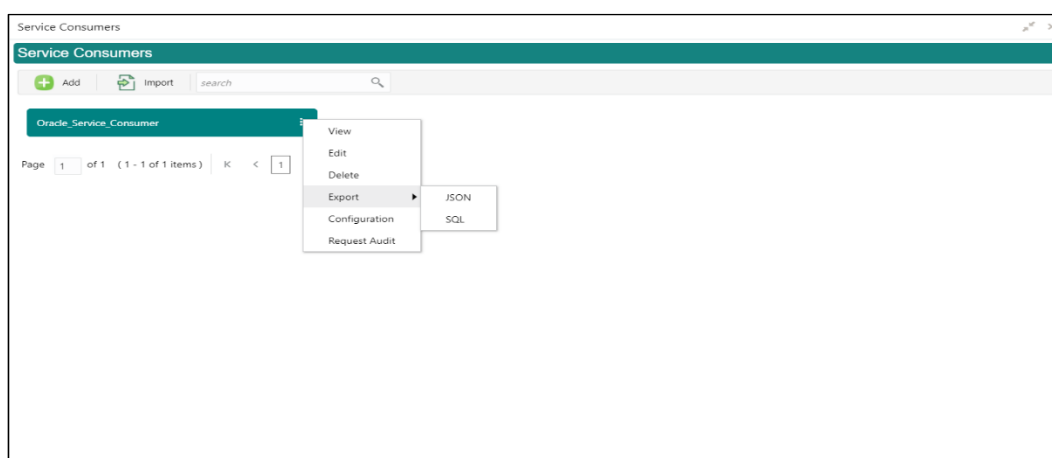 Service Consumers
Service Consumers
Add Import search
Oracle_Service_Consumer
View
Page 1 of 1 (1 - 1 of 1 items) K < 1
Edit
Delete
Export JSON
Configuration SQL
Request Audit